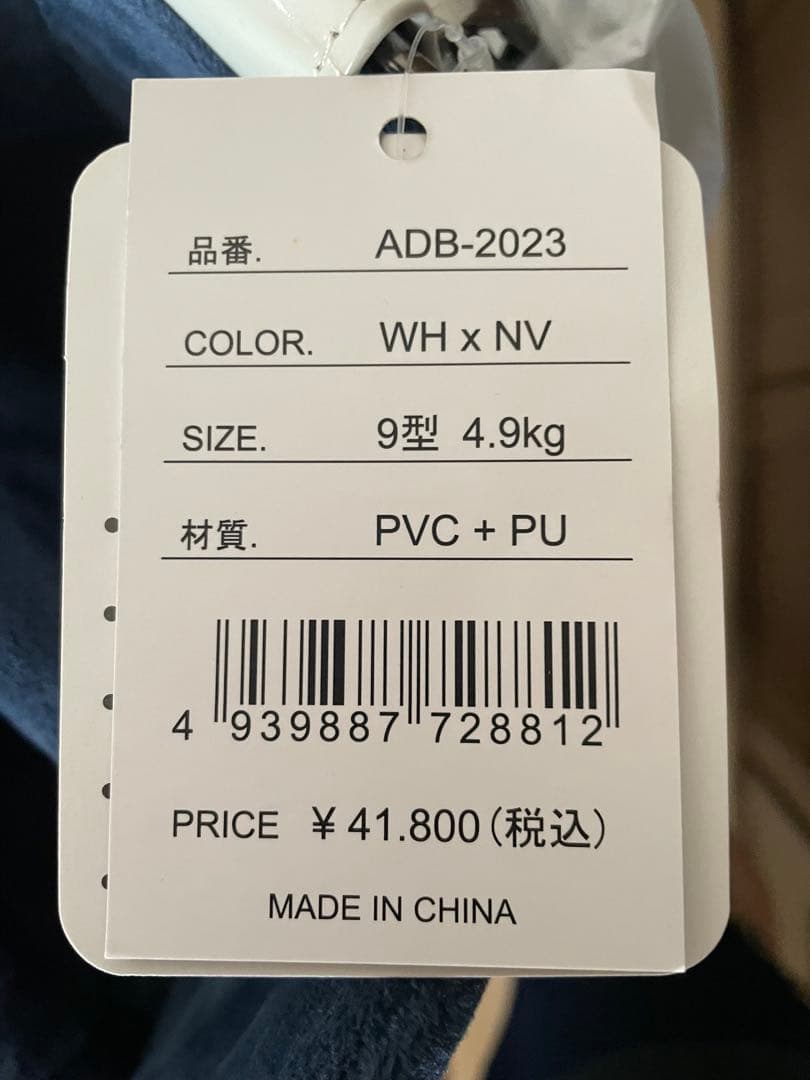 品番. ADB-2023
COLOR. WH x NV
SIZE. 9型 4.9kg
材質. PVC + PU
4 939887 728812
PRICE ¥41.800(税込)
MADE IN CHINA